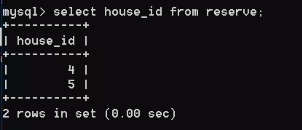 mysql> select house_id from reserve;
+----------+
| house_id |
+----------+
|        4 |
|        5 |
+----------+
2 rows in set (0.00 sec)